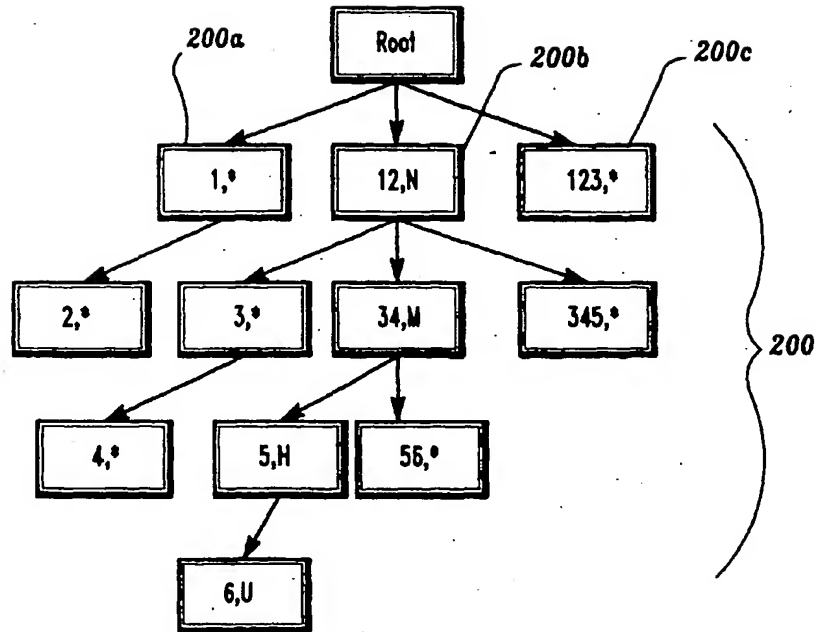 200a
Root
200b
200c
1,*
12,N
123,*
2,*
3,*
34,M
345,*
200
4,*
5,H
56,*
6,U